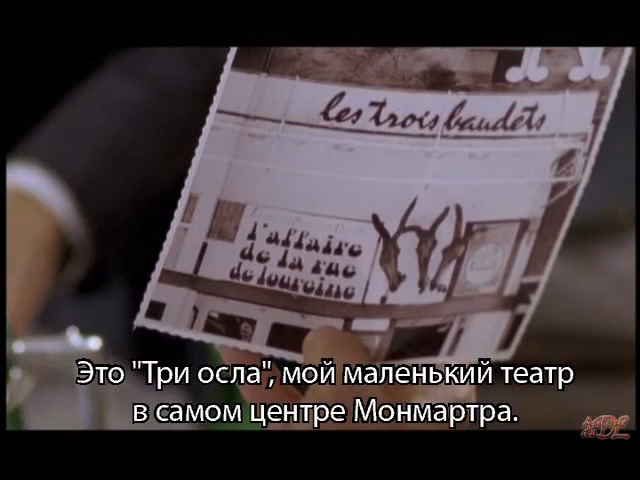 les trois baudets
l'affaire
de la rue
de lourcine
Это "Три осла", мой маленький театр
в самом центре Монмартра.